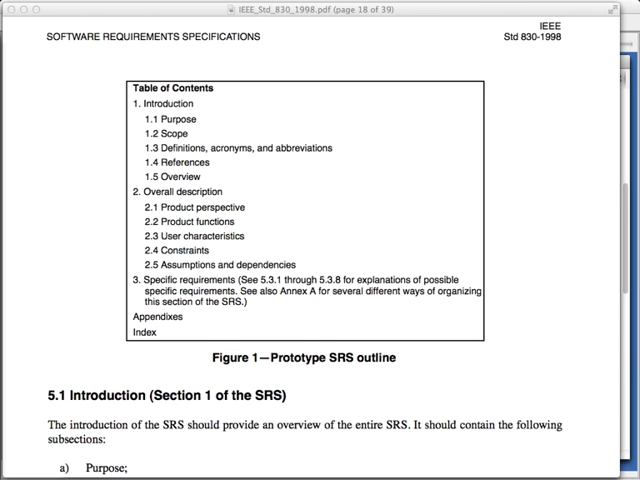 IEEE_Std_830_1998.pdf (page 18 of 39)
IEEE
SOFTWARE REQUIREMENTS SPECIFICATIONS
Std 830-1998
Table of Contents
1. Introduction
1.1 Purpose
1.2 Scope
1.3 Definitions, acronyms, and abbreviations
1.4 References
1.5 Overview
2. Overall description
2.1 Product perspective
2.2 Product functions
2.3 User characteristics
2.4 Constraints
2.5 Assumptions and dependencies
3. Specific requirements (See 5.3.1 through 5.3.8 for explanations of possible
specific requirements. See also Annex A for several different ways of organizing
this section of the SRS.)
Appendixes
Index
Figure 1—Prototype SRS outline
5.1 Introduction (Section 1 of the SRS)
The introduction of the SRS should provide an overview of the entire SRS. It should contain the following
subsections:
a) Purpose;